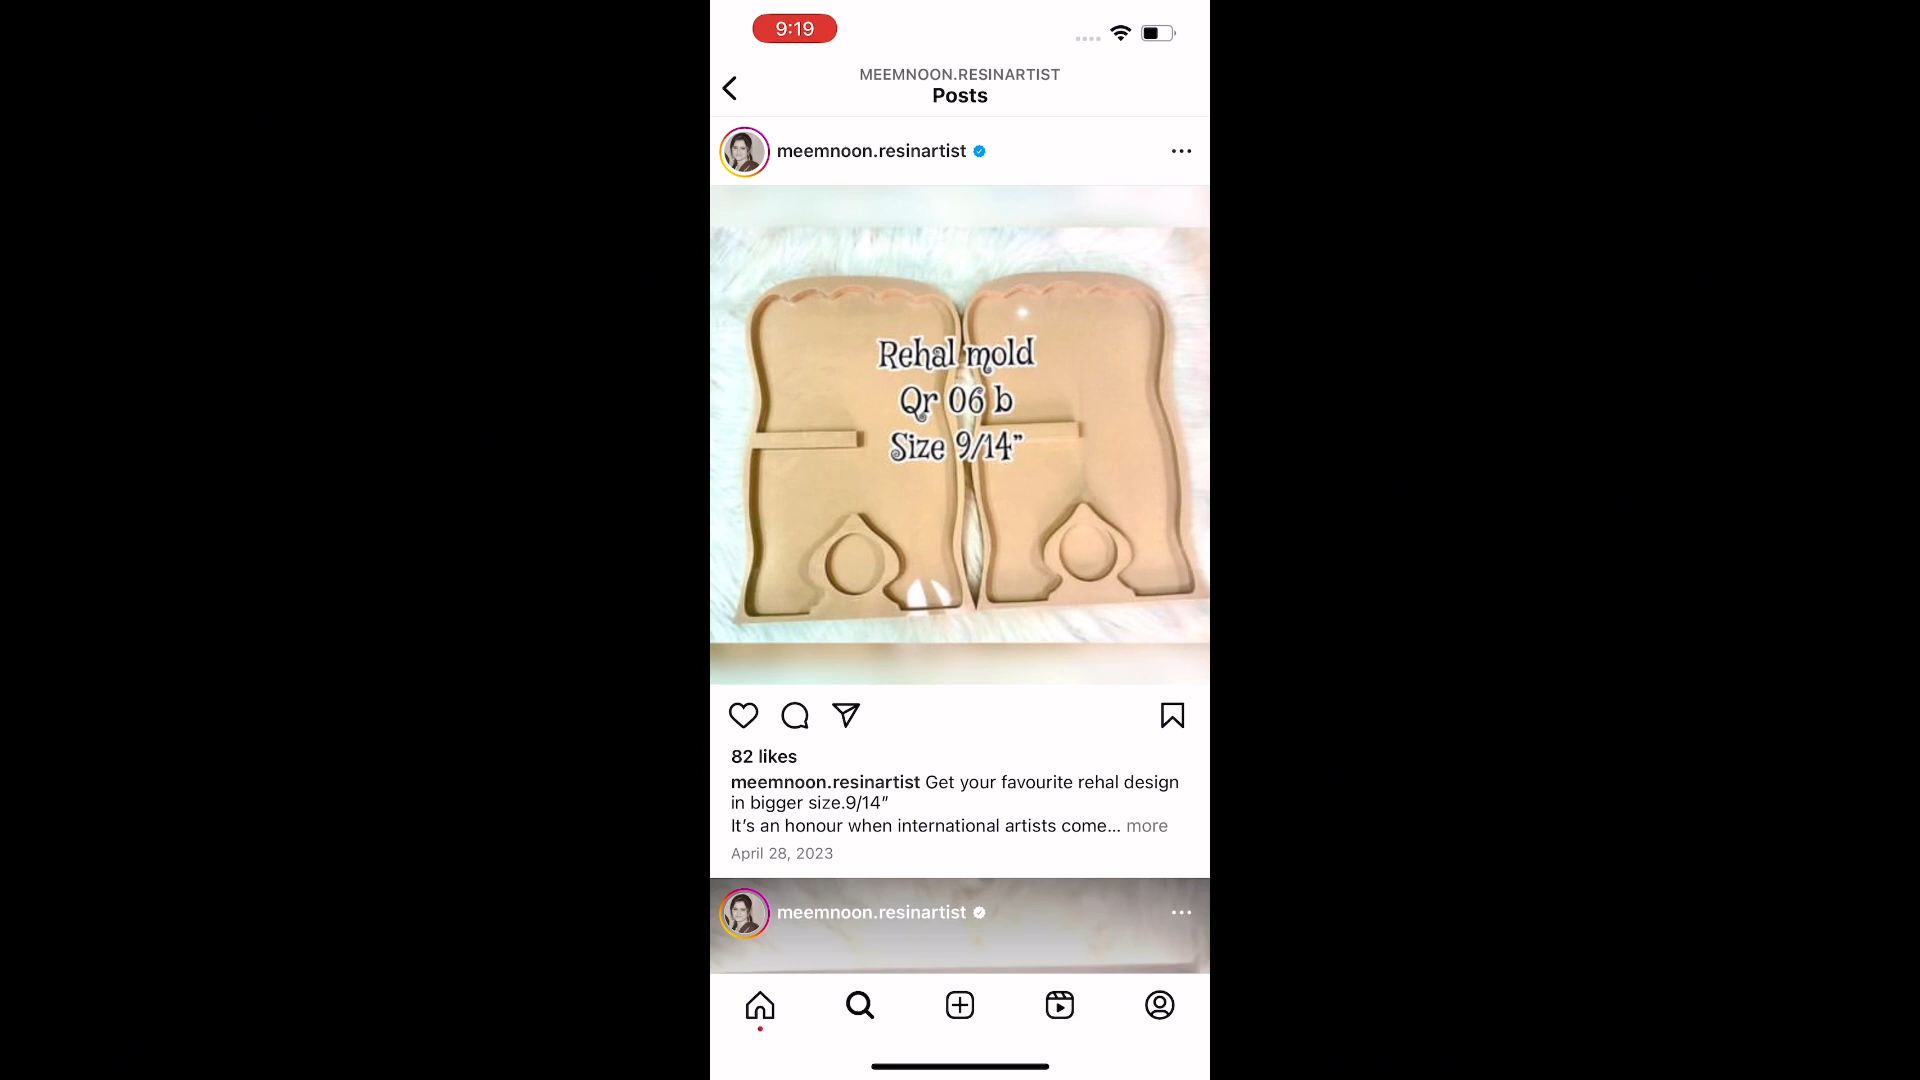 9:19
MEEMNOON.RESINARTIST
Posts
meemnoon.resinartist
Rehal mold
Qr 06 b
Size 9/14”
82 likes
meemnoon.resinartist Get your favourite rehal design
in bigger size.9/14”
It’s an honour when international artists come... more
April 28, 2023
meemnoon.resinartist